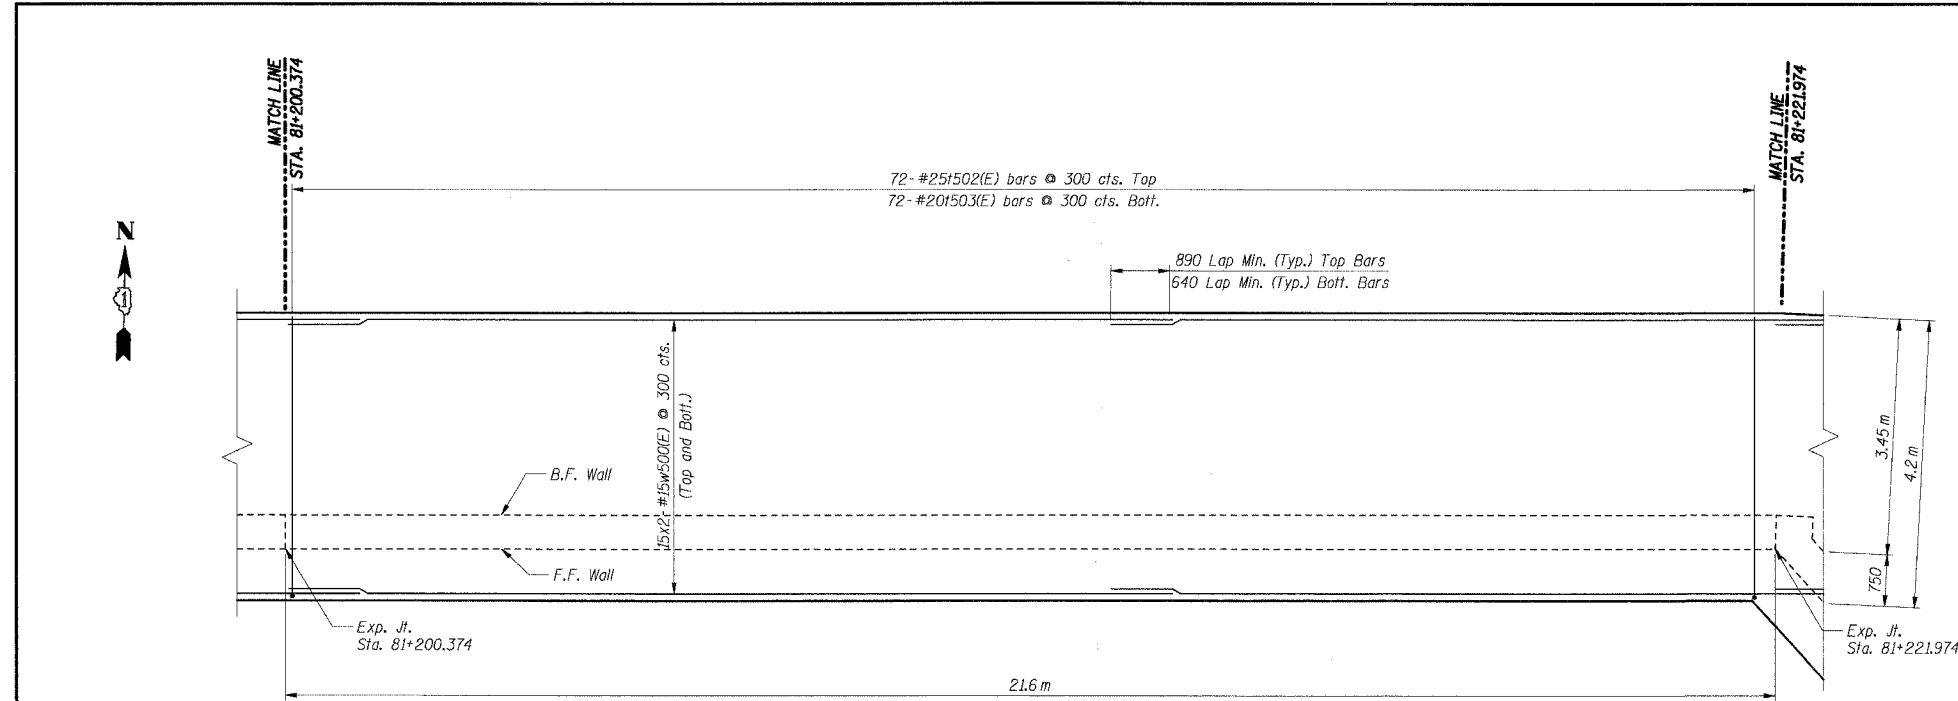 MATCH LINE
STA. 81+200.374
MATCH LINE
STA. 81+221.974
72-#25t502(E) bars @ 300 cts. Top
72-#20t503(E) bars @ 300 cts. Bott.
N
890 Lap Min. (Typ.) Top Bars
640 Lap Min. (Typ.) Bott. Bars
15x2-#15w500(E) @ 300 cts.
(Top and Bott.)
3.45 m
4.2 m
750
B.F. Wall
F.F. Wall
Exp. Jt.
Sta. 81+200.374
Exp. Jt.
Sta. 81+221.974
21.6 m